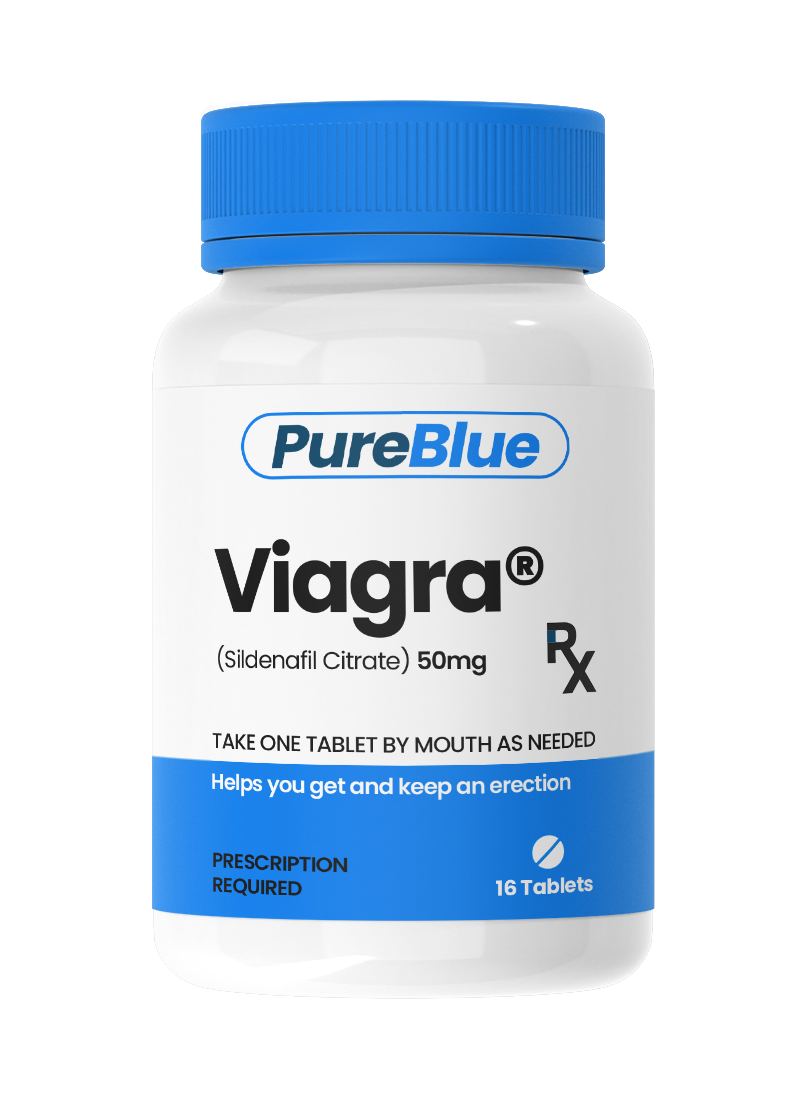 PureBlue
Viagra®
(Sildenafil Citrate) 50mg
Rx
TAKE ONE TABLET BY MOUTH AS NEEDED
Helps you get and keep an erection
PRESCRIPTION
REQUIRED
16 Tablets